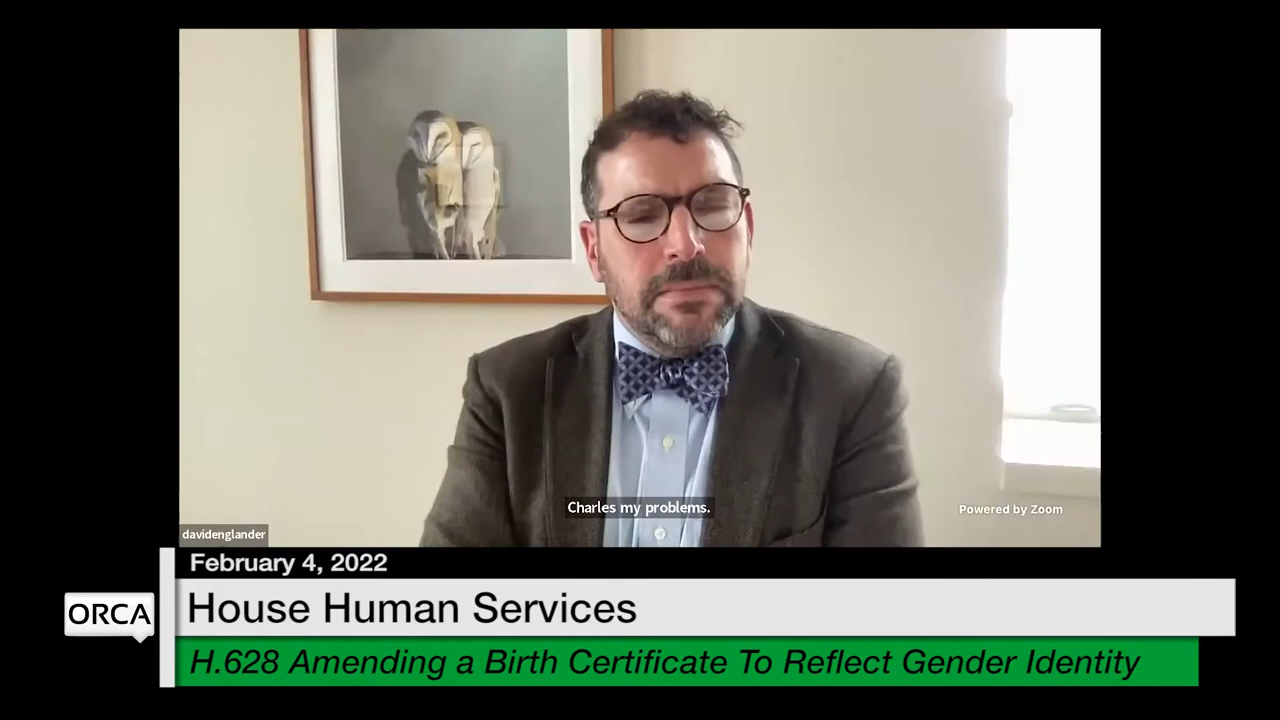 Charles my problems.
Powered by Zoom
davidenglander
February 4, 2022
ORCA
House Human Services
H.628 Amending a Birth Certificate To Reflect Gender Identity